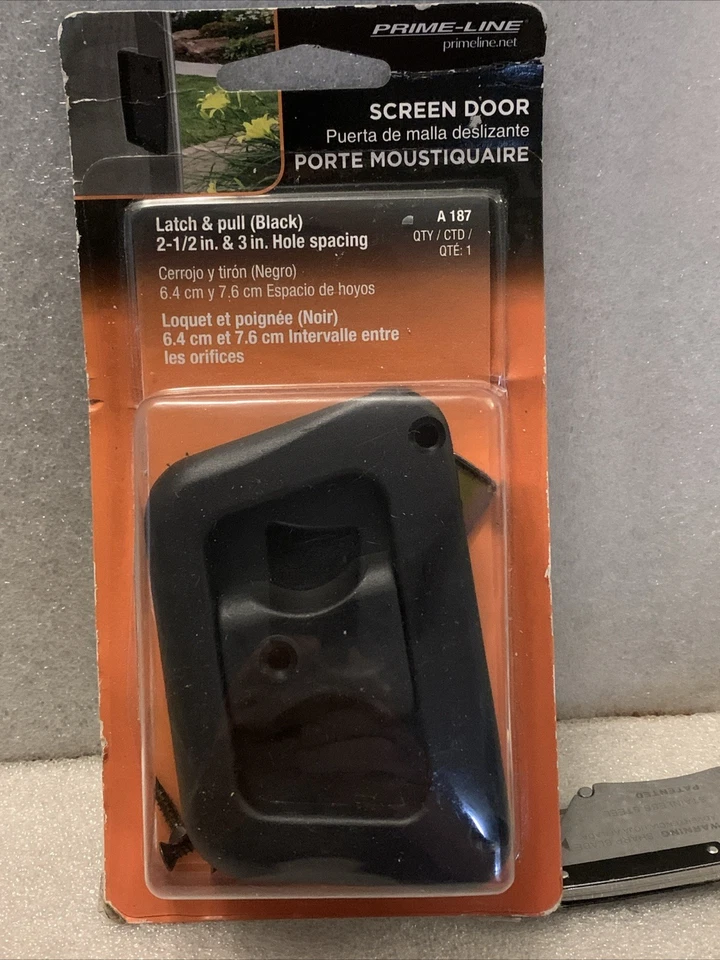 PRIME-LINE
primeline.net
SCREEN DOOR
Puerta de malla deslizante
PORTE MOUSTIQUAIRE
Latch & pull (Black)
2-1/2 in. & 3 in. Hole spacing
A 187
QTY / CTD /
QTÉ: 1
Cerrojo y tirón (Negro)
6.4 cm y 7.6 cm Espacio de hoyos
Loquet et poignée (Noir)
6.4 cm et 7.6 cm Intervalle entre
les orifices
PATENTED
WARNING